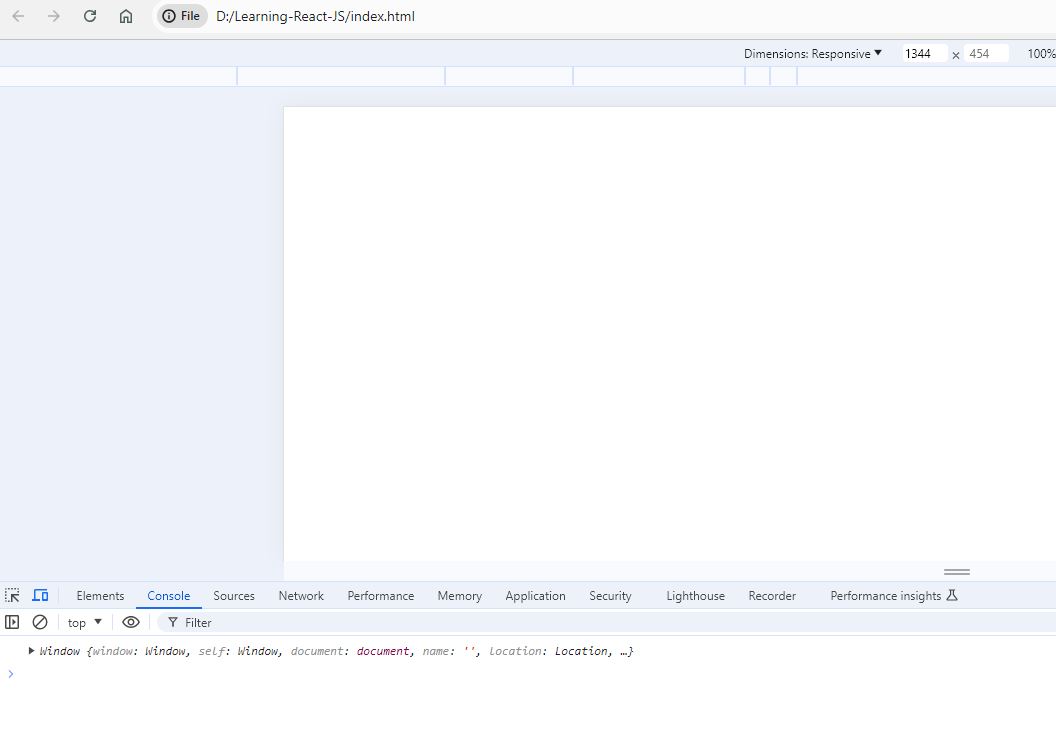 File D:/Learning-React-JS/index.html
Dimensions: Responsive 1344 × 454 100%
Elements Console Sources Network Performance Memory Application Security Lighthouse Recorder Performance insights
top Filter
Window {window: Window, self: Window, document: document, name: '', location: Location, …}